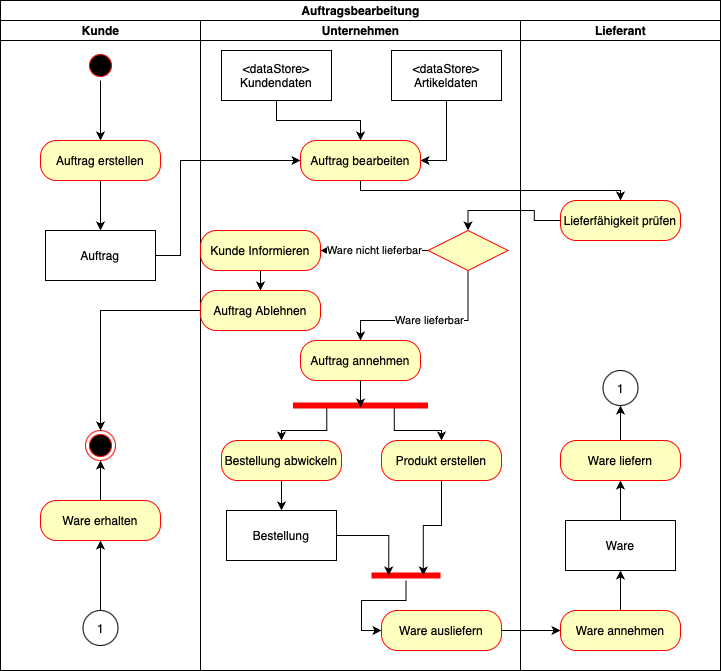 Auftragsbearbeitung
Kunde
Unternehmen
Lieferant
<dataStore>
Kundendaten
<dataStore>
Artikeldaten
Auftrag erstellen
Auftrag bearbeiten
Lieferfähigkeit prüfen
Auftrag
Kunde Informieren
Ware nicht lieferbar
Auftrag Ablehnen
Ware lieferbar
Auftrag annehmen
1
Bestellung abwickeln
Produkt erstellen
Ware liefern
Ware erhalten
Bestellung
Ware
1
Ware ausliefern
Ware annehmen